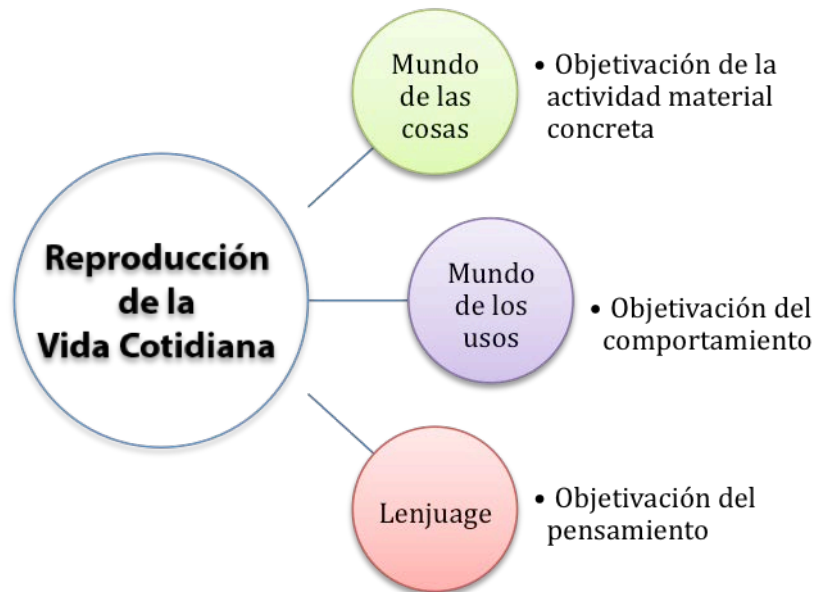 Reproducción
de la
Vida Cotidiana
Mundo
de las
cosas
• Objetivación de la
actividad material
concreta
Mundo
de los
usos
• Objetivación del
comportamiento
Lenjuage
• Objetivación del
pensamiento